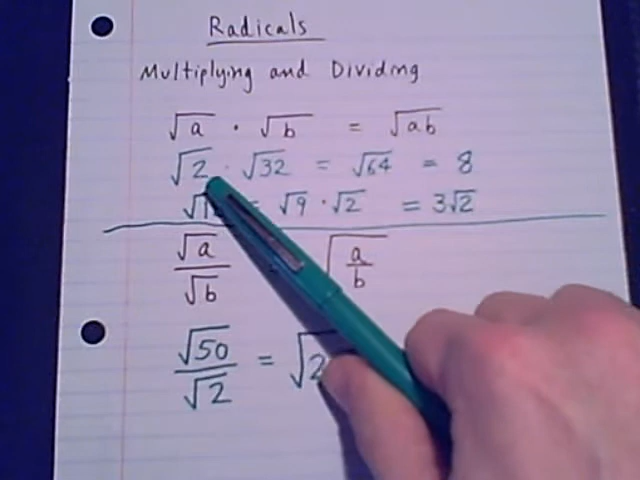 Radicals
Multiplying and Dividing
√a · √b = √ab
√2 · √32 = √64 = 8
= √9 · √2 = 3√2
√a/√b √a/b
√50/√2 = √2